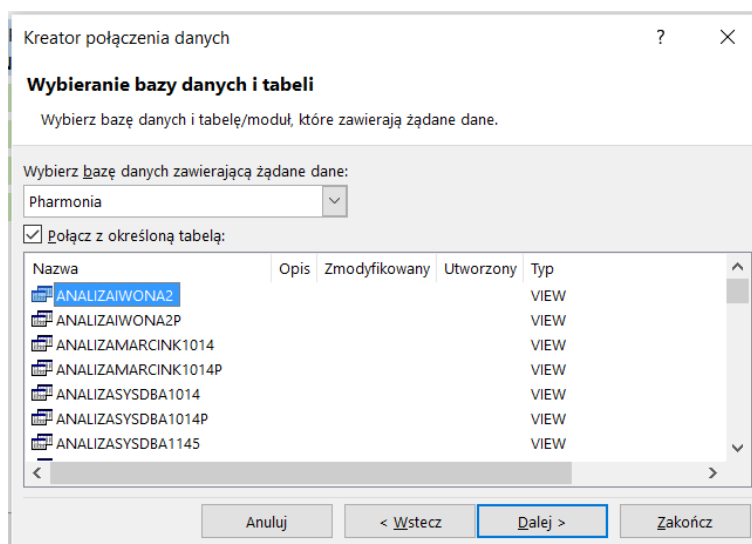 Kreator połączenia danych ?
Wybieranie bazy danych i tabeli
Wybierz bazę danych i tabelę/moduł, które zawierają żądane dane.
Wybierz bazę danych zawierającą żądane dane:
Pharmonia
Połącz z określoną tabelą:
Nazwa Opis Zmodyfikowany Utworzony Typ
ANALIZAIWONA2 VIEW
ANALIZAIWONA2P VIEW
ANALIZAMARCINK1014 VIEW
ANALIZAMARCINK1014P VIEW
ANALIZASYSDBA1014 VIEW
ANALIZASYSDBA1014P VIEW
ANALIZASYSDBA1145 VIEW
Anuluj < Wstecz Dalej > Zakończ